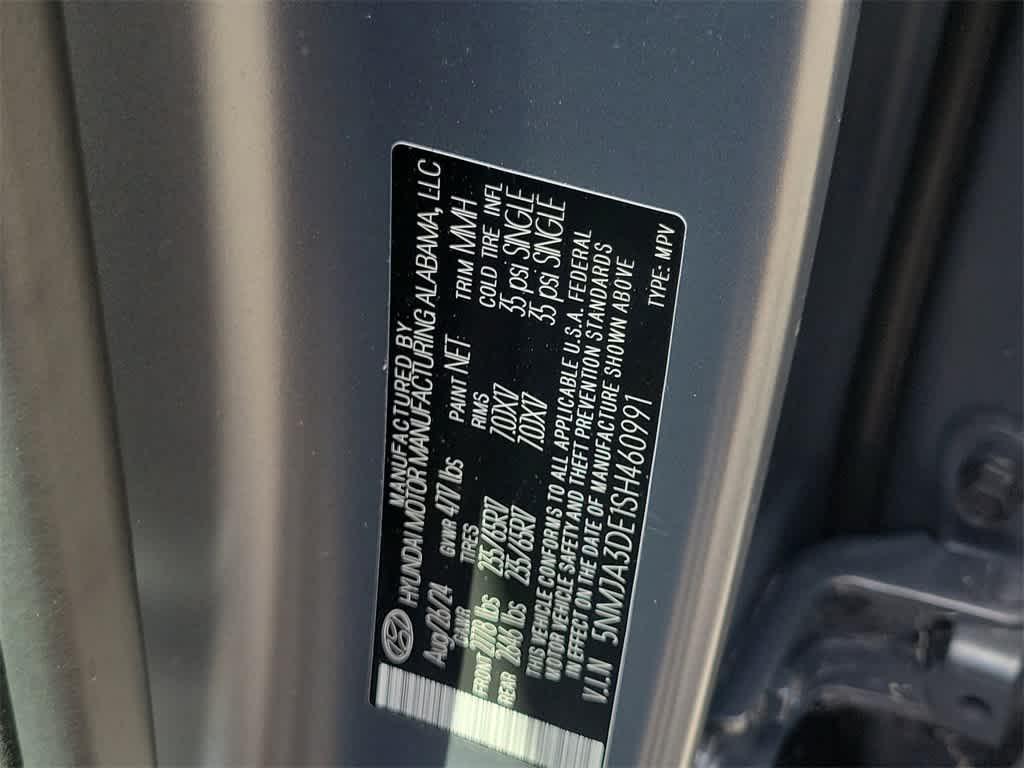 MANUFACTURED BY
HYUNDAI MOTOR MANUFACTURING ALABAMA, LLC
Aug/26/24 GVWR 4717 lbs PAINT NET TRIM MMH
GAWR TIRES RIMS COLD TIRE INFL
FRONT lbs 235/65R17 7.0JX17 35 psi SINGLE
REAR lbs 235/65R17 7.0JX17 35 psi SINGLE
THIS VEHICLE CONFORMS TO ALL APPLICABLE U.S.A. FEDERAL
MOTOR VEHICLE SAFETY AND THEFT PREVENTION STANDARDS
IN EFFECT ON THE DATE OF MANUFACTURE SHOWN ABOVE
V.I.N 5NMJA3DE1SH460991 TYPE: MPV